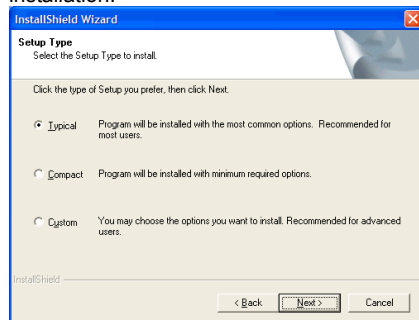 installation.
InstallShield Wizard
Setup Type
Select the Setup Type to install.
Click the type of Setup you prefer, then click Next.
Typical Program will be installed with the most common options. Recommended for
most users.
Compact Program will be installed with minimum required options.
Custom You may choose the options you want to install. Recommended for advanced
users.
InstallShield
< Back Next > Cancel